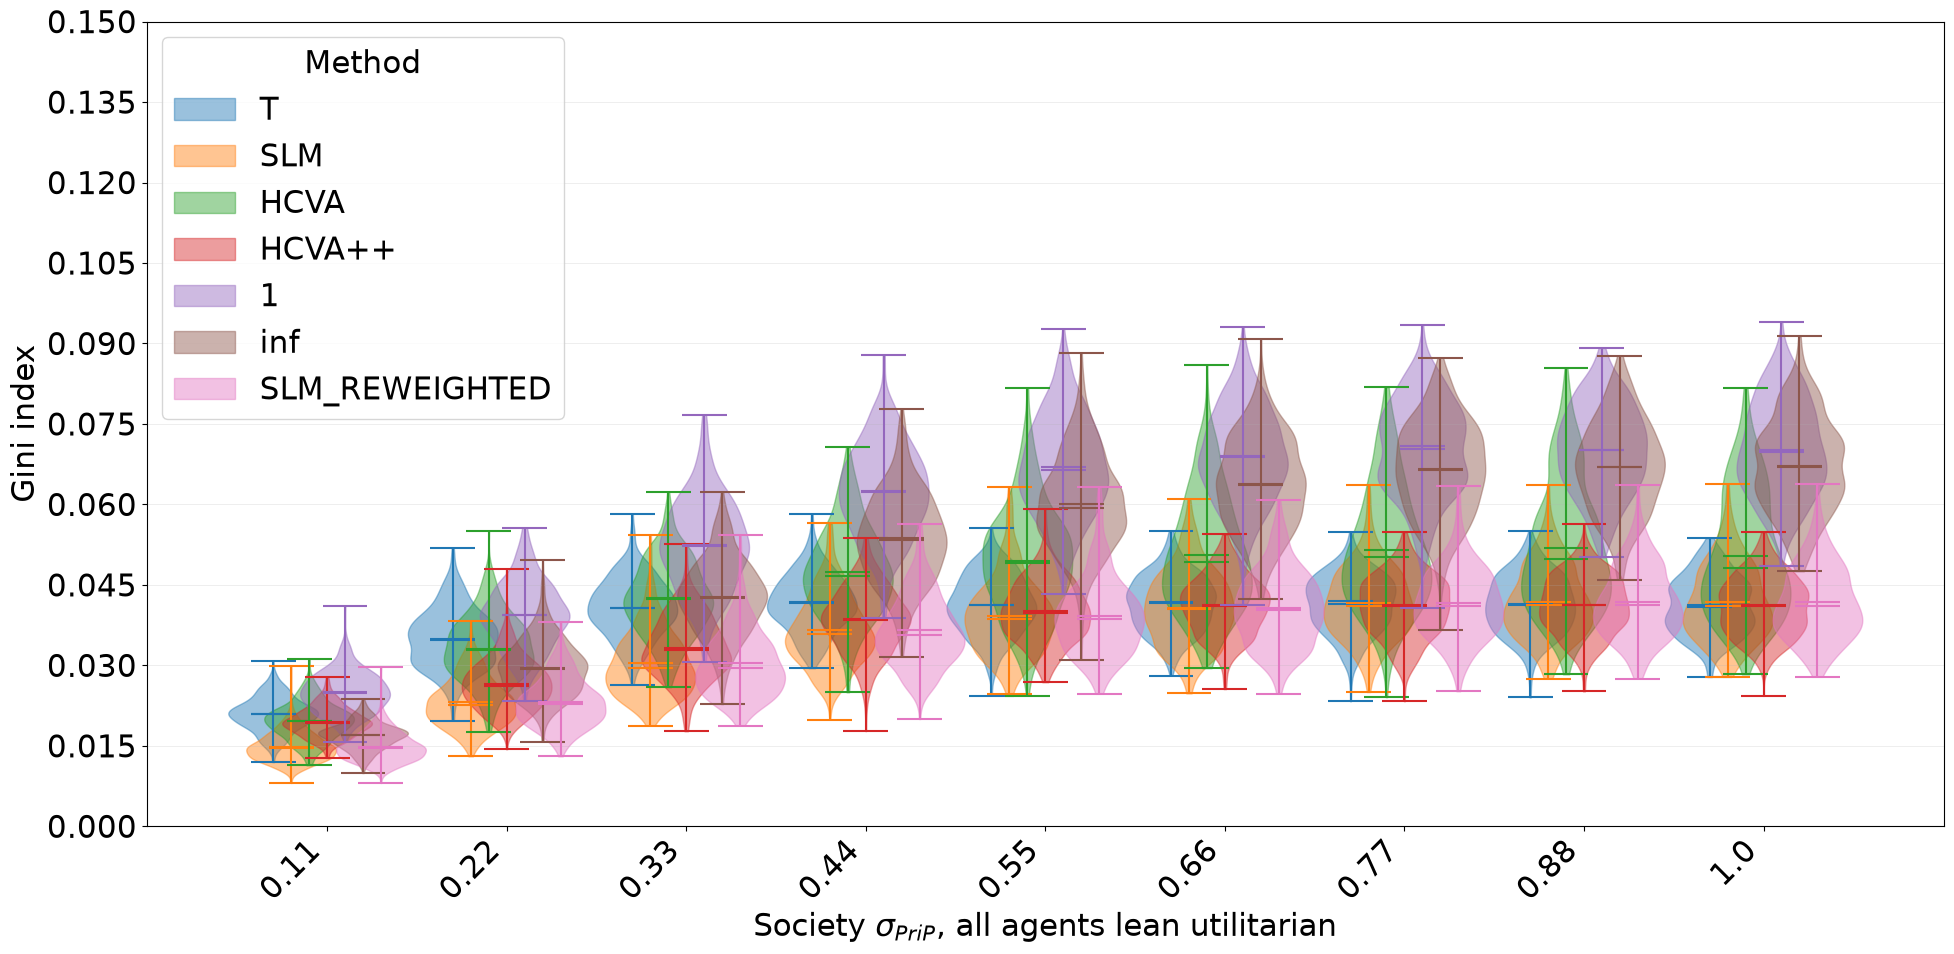 0.150
0.135
0.120
0.105
0.090
0.075
0.060
0.045
0.030
0.015
0.000
Gini index
Method
T
SLM
HCVA
HCVA++
1
inf
SLM_REWEIGHTED
0.11
0.22
0.33
0.44
0.55
0.66
0.77
0.88
1.0
Society σ_PriP, all agents lean utilitarian